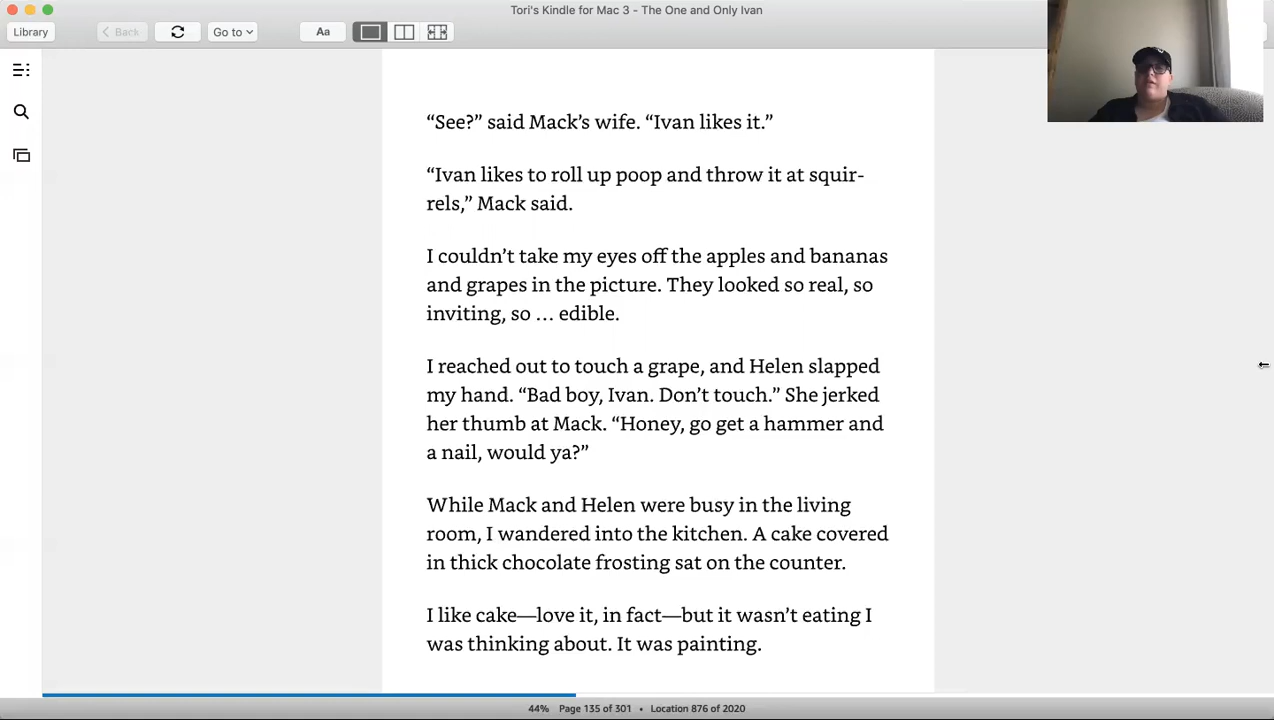 Tori's Kindle for Mac 3 - The One and Only Ivan
Library
Back
Go to
Aa
“See?” said Mack’s wife. “Ivan likes it.”
“Ivan likes to roll up poop and throw it at squir-
rels,” Mack said.
I couldn’t take my eyes off the apples and bananas
and grapes in the picture. They looked so real, so
inviting, so … edible.
I reached out to touch a grape, and Helen slapped
my hand. “Bad boy, Ivan. Don’t touch.” She jerked
her thumb at Mack. “Honey, go get a hammer and
a nail, would ya?”
While Mack and Helen were busy in the living
room, I wandered into the kitchen. A cake covered
in thick chocolate frosting sat on the counter.
I like cake—love it, in fact—but it wasn’t eating I
was thinking about. It was painting.
44% Page 135 of 301 • Location 876 of 2020